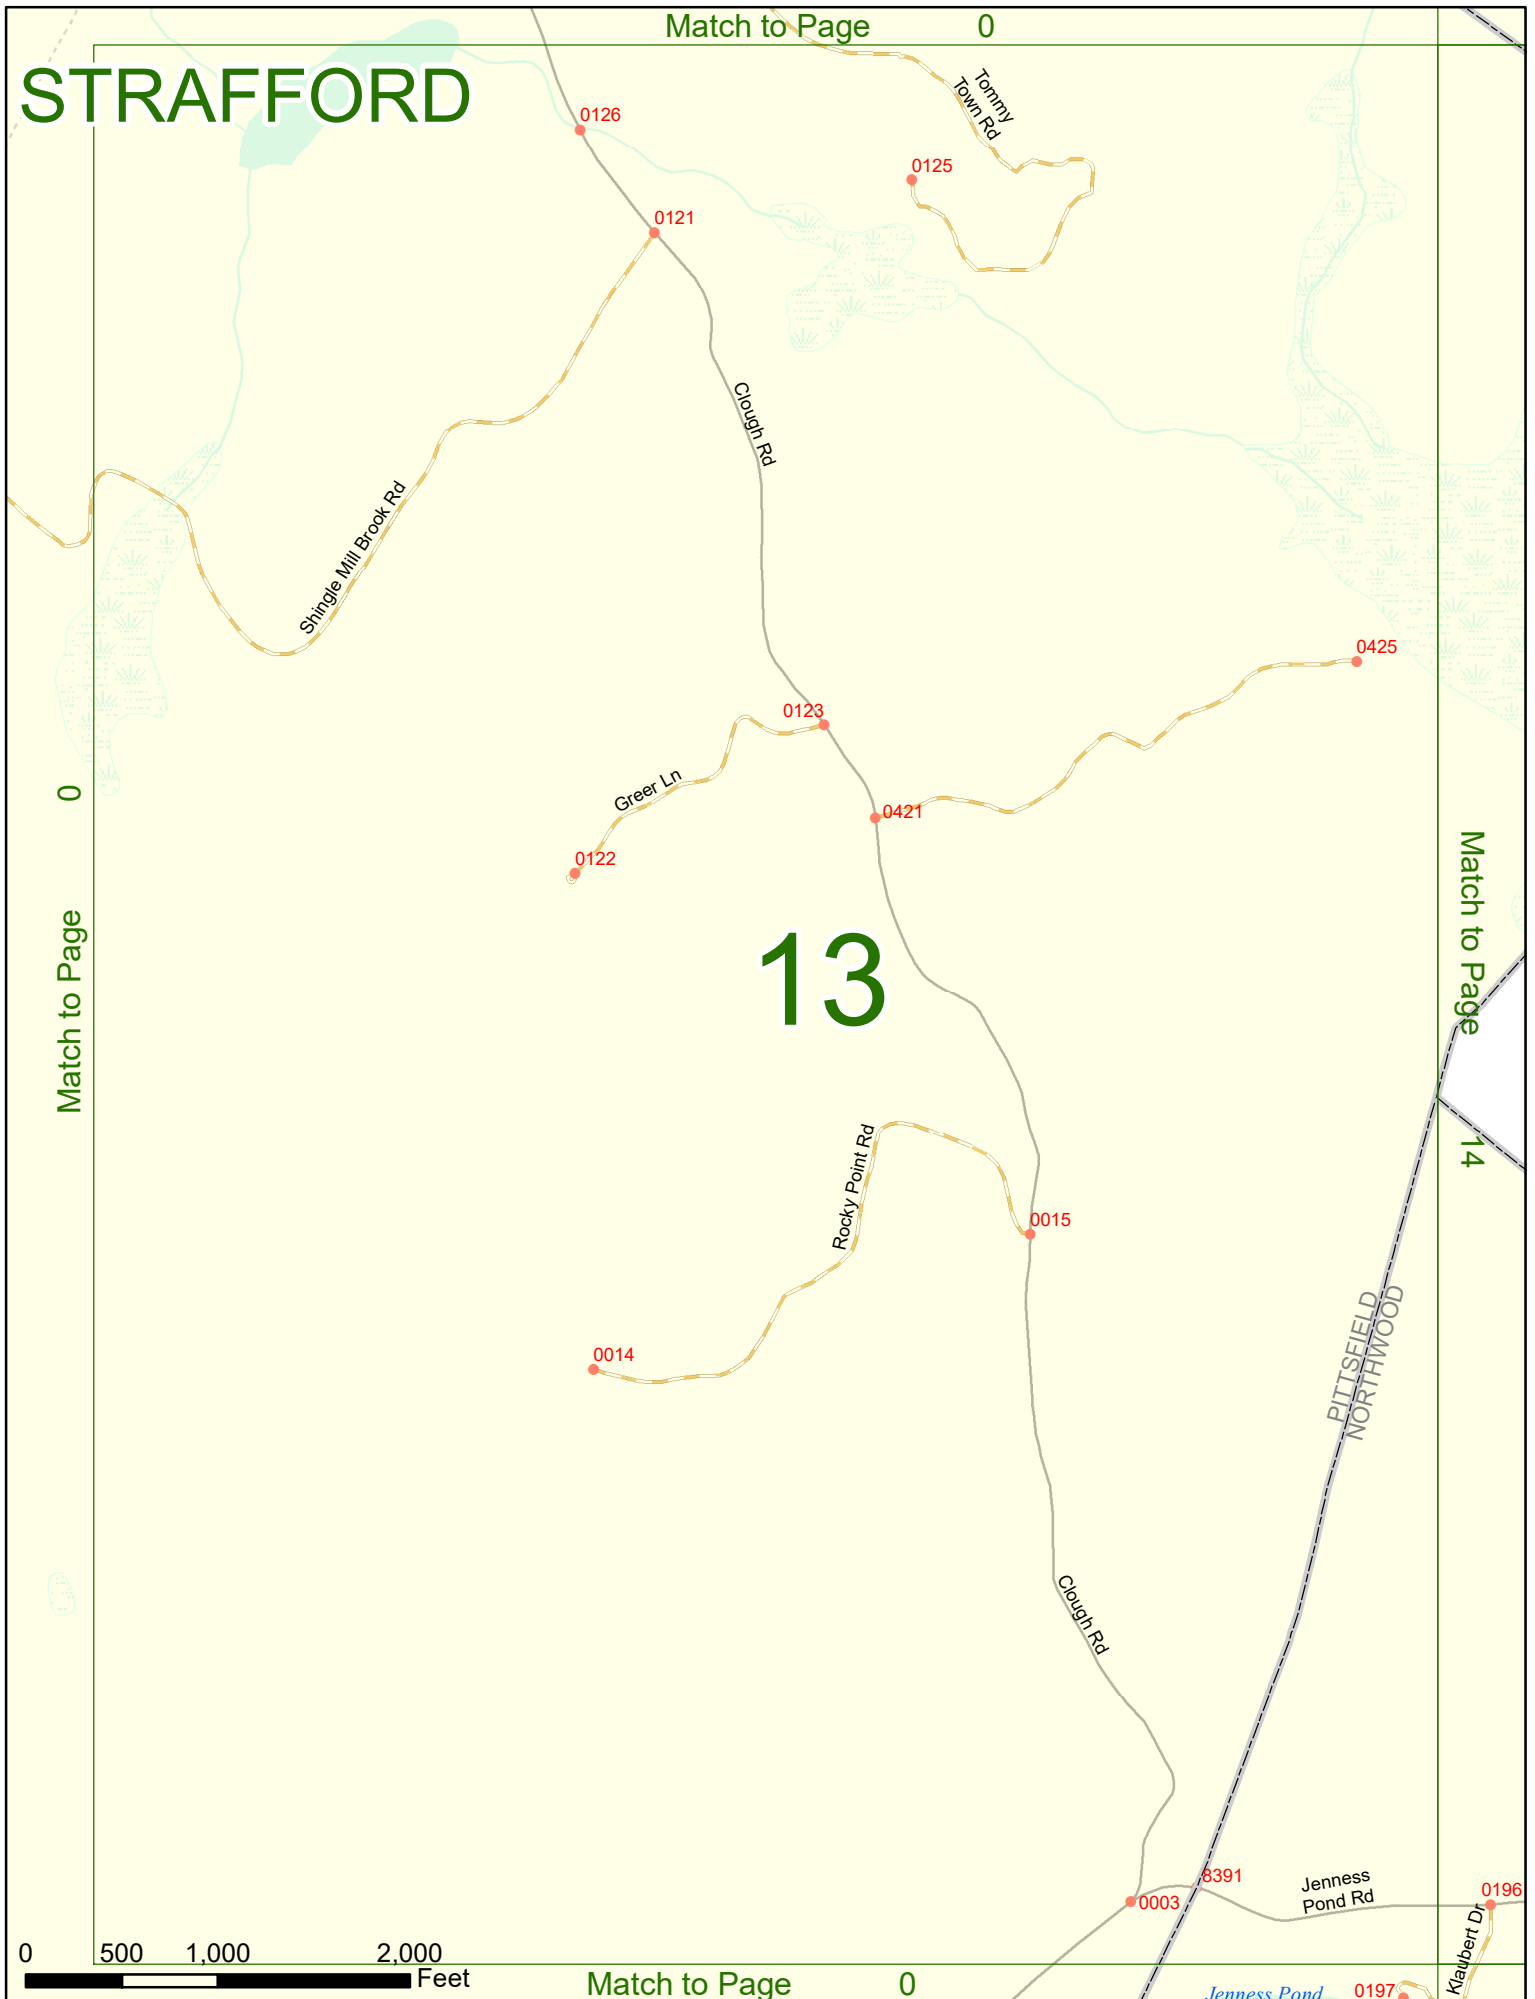 Match to Page 0
STRAFFORD
Tommy
Town Rd
0126
0125
0121
Clough Rd
Shingle Mill Brook Rd
0425
0123
Greer Ln
0421
0122
0
Match to Page
Match to Page
14
13
Rocky Point Rd
0015
PITTSFIELD
NORTHWOOD
0014
Clough Rd
8391
0003
Jenness
Pond Rd
0196
Klaubert Dr
0 500 1,000 2,000
Feet
Match to Page 0
Jenness Pond
0197